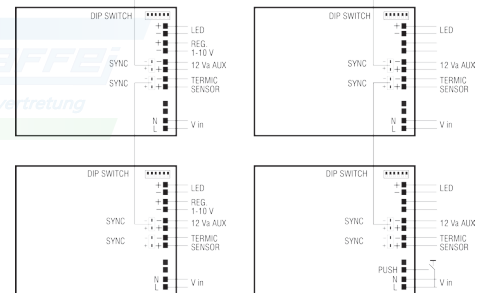 DIP SWITCH
+ LED
−
+ REG.
− 1-10 V
SYNC - + − 12 Va AUX
- + +
SYNC - + − TERMIC
- + + SENSOR
N V in
L
DIP SWITCH
+ LED
−
+
−
SYNC - + − 12 Va AUX
- + +
SYNC - + − TERMIC
- + + SENSOR
N V in
L
affei
vertretung
DIP SWITCH
+ LED
−
+ REG.
− 1-10 V
SYNC - + − 12 Va AUX
- + +
SYNC - + − TERMIC
- + + SENSOR
N V in
L
DIP SWITCH
+ LED
−
SYNC - + − 12 Va AUX
- + +
SYNC - + − TERMIC
- + + SENSOR
PUSH
N V in
L